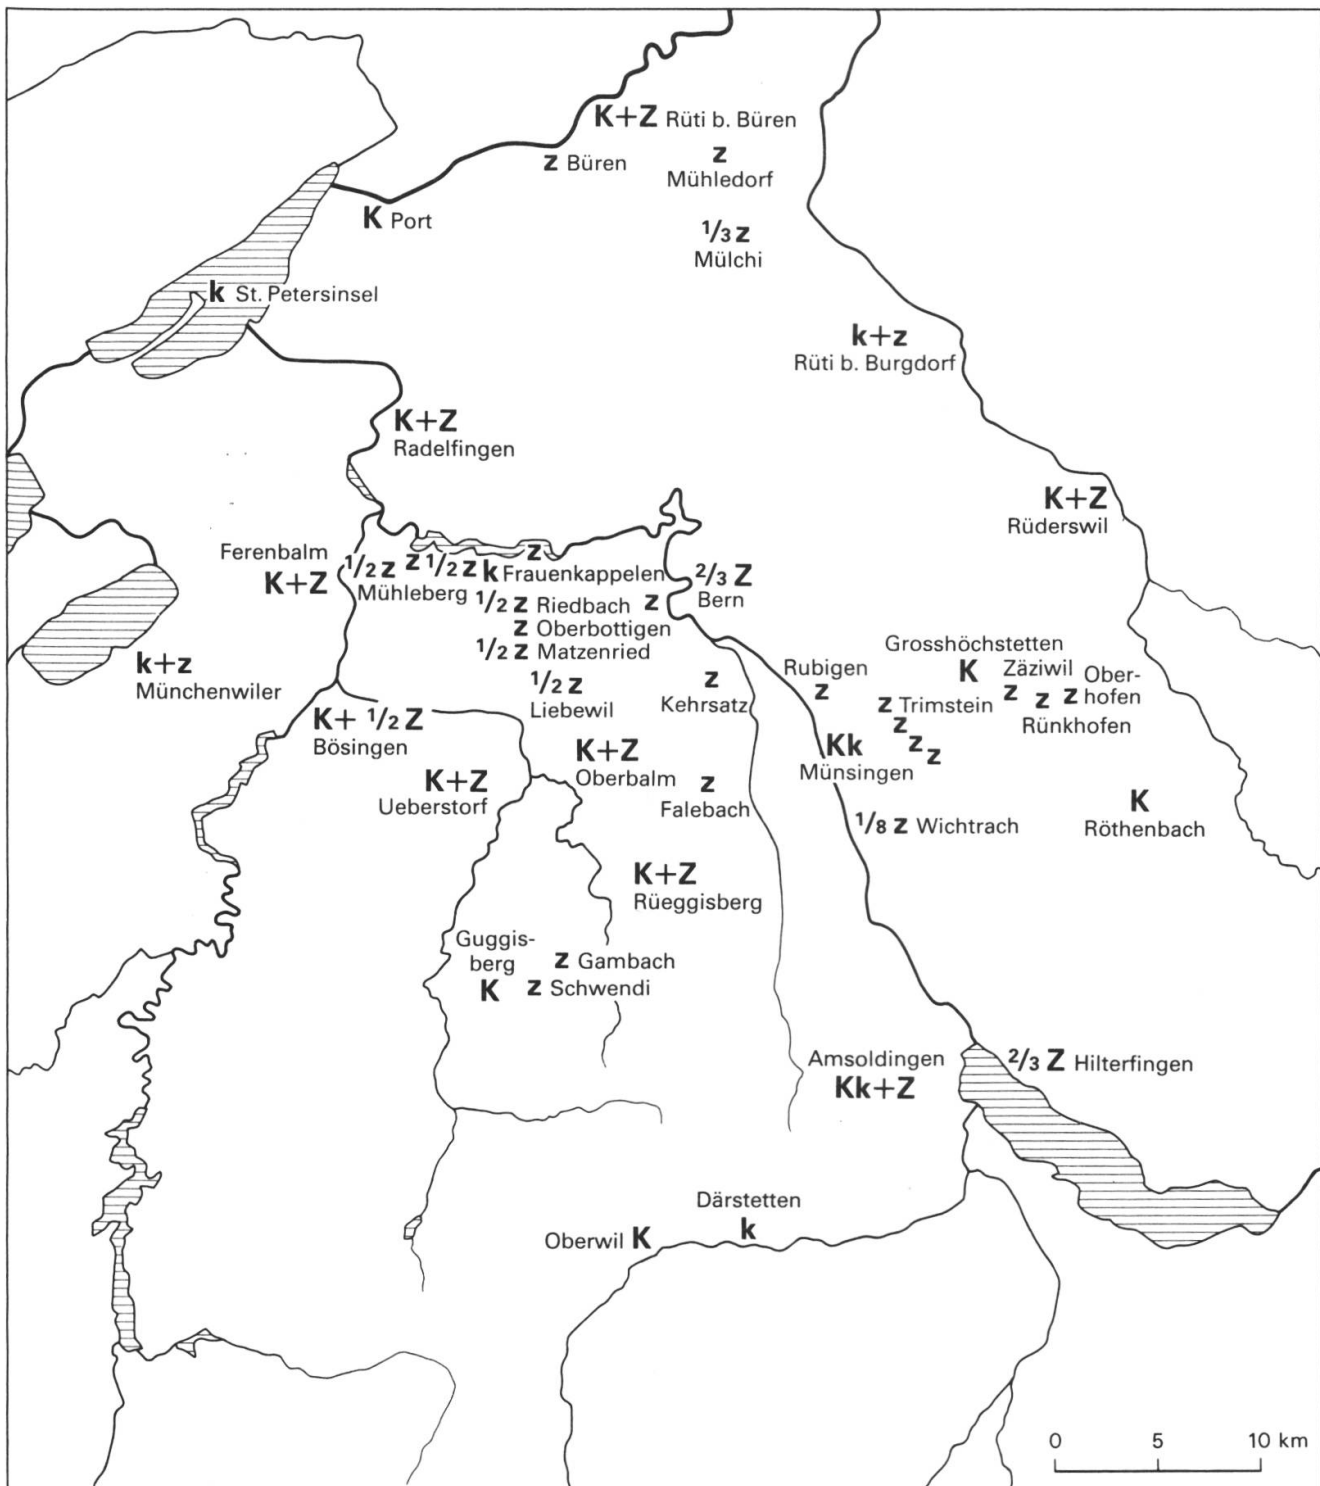 K+Z Rüti b. Büren
z Büren
z
Mühledorf
K Port
1/3 z
Mülchi
k St. Petersinsel
k+z
Rüti b. Burgdorf
K+Z
Radelfingen
K+Z
Rüderswil
Ferenbalm
K+Z
1/2 z z 1/2 z k Frauenkappelen
z
Mühleberg
2/3 Z
Bern
1/2 z Riedbach z
z Oberbottigen
1/2 z Matzenried
k+z
Münchenwiler
1/2 z
Liebewil
z
Kehrsatz
Rubigen
z
Grosshöchstetten
K
Zäziwil
z z z Ober-
hofen
Rünkhofen
z Trimstein
z
z
z
K+ 1/2 Z
Bösingen
Kk
Münsingen
K+Z
Oberbalm
K+Z
Ueberstorf
z
Falebach
K
Röthenbach
1/8 z Wichtrach
K+Z
Rüeggisberg
Guggis-
berg
K
z Gambach
z Schwendi
Amsoldingen
Kk+Z
2/3 Z Hilterfingen
Därstetten
k
Oberwil K
0 5 10 km